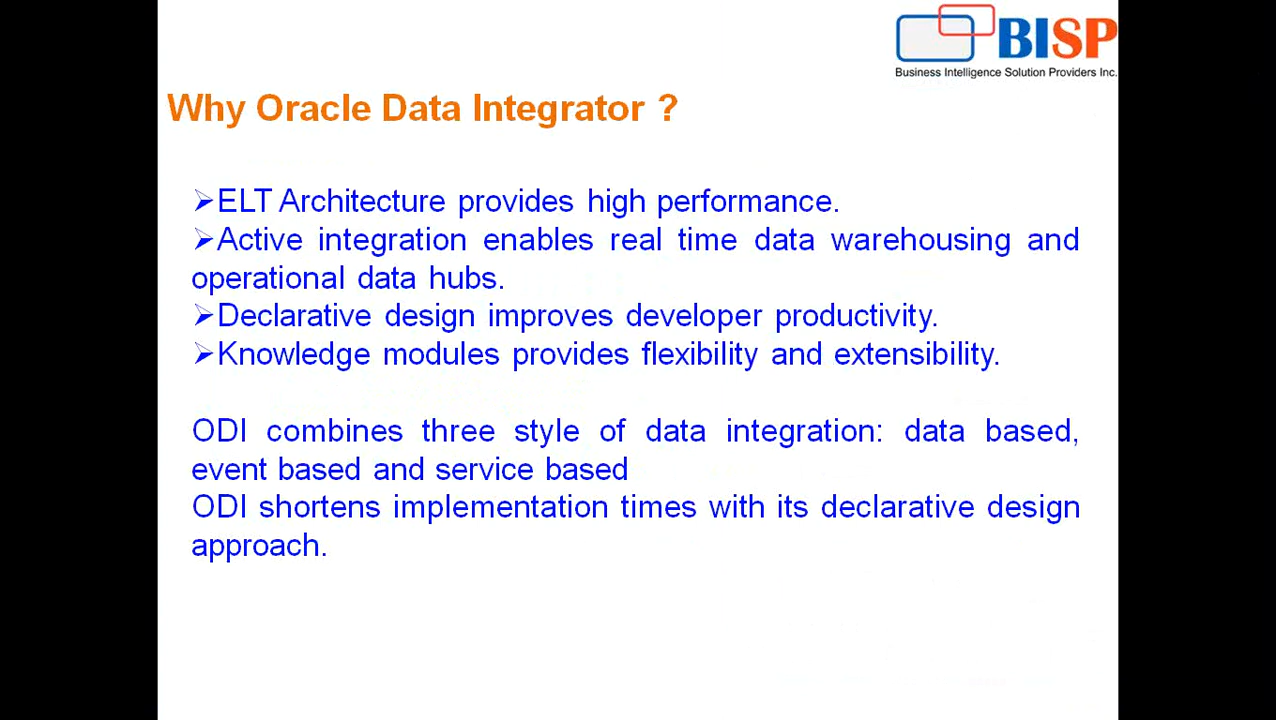 BISP
Business Intelligence Solution Providers Inc.
Why Oracle Data Integrator ?
➢ELT Architecture provides high performance.
➢Active integration enables real time data warehousing and
operational data hubs.
➢Declarative design improves developer productivity.
➢Knowledge modules provides flexibility and extensibility.
ODI combines three style of data integration: data based,
event based and service based
ODI shortens implementation times with its declarative design
approach.